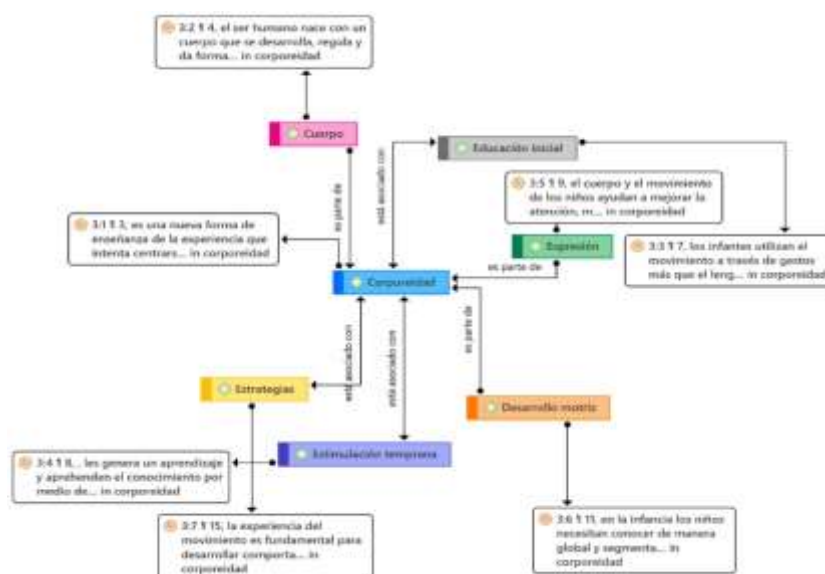 3:2 ¶ 4, el ser humano nace con un
cuerpo que se desarrolla, regida y
da forma... in corporeidad
Cuerpo
Educación inicial
es parte de
está asociado con
3:5 ¶ 9, el cuerpo y el movimiento
de los niños ayudan a mejorar la
atención, m... in corporeidad
3:1 ¶ 3, es una nueva forma de
enseñanza de la experiencia que
intenta centrars... in corporeidad
Expresión
3:3 ¶ 7, los infantes utilizan el
movimiento a través de gestos
más que el leng... in corporeidad
es parte de
Corporeidad
es parte de
está asociado con
está asociado con
Estrategias
Desarrollo motriz
Estimulación temprana
3:4 ¶ 8... les genera un aprendizaje
y aprehenden el conocimiento por
medio de... in corporeidad
3:7 ¶ 15, la experiencia del
movimiento es fundamental para
desarrollar comporta... in
corporeidad
3:6 ¶ 11, en la infancia los niños
necesitan conocer de manera
global y segmenta... in
corporeidad